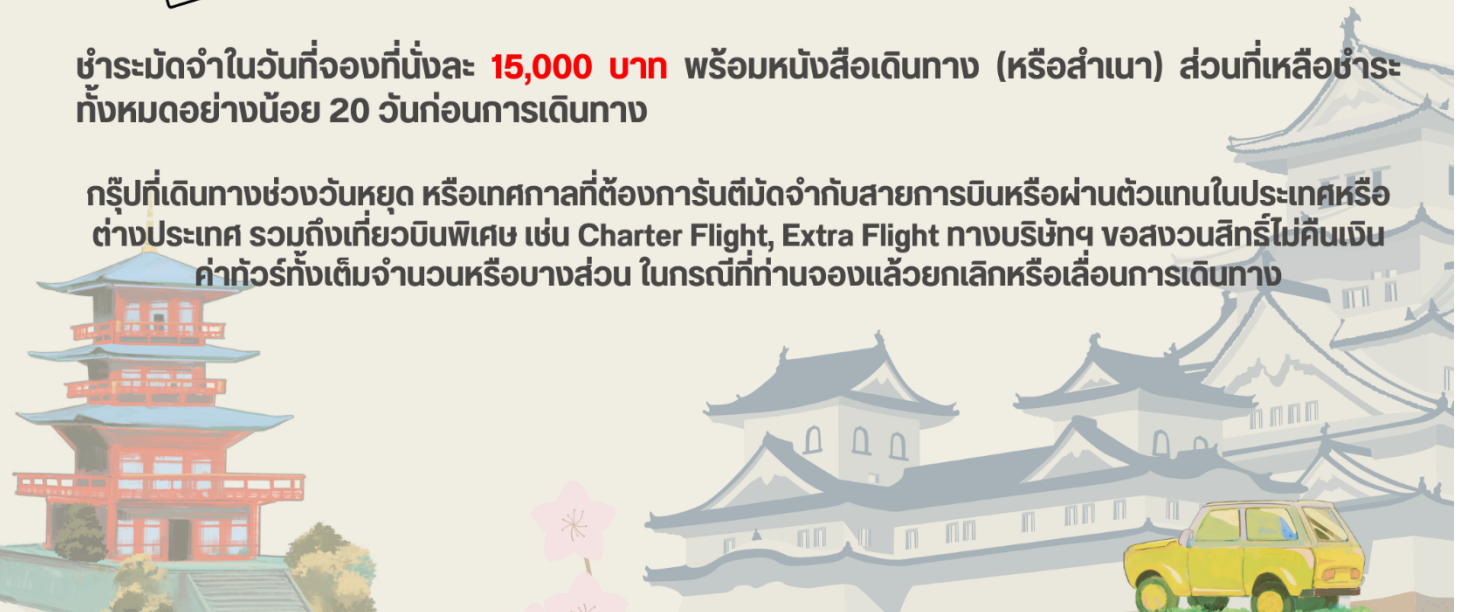 ชำระมัดจำในวันที่จองที่นั่งละ 15,000 บาท พร้อมหนังสือเดินทาง (หรือสำเนา) ส่วนที่เหลือชำระ
ทั้งหมดอย่างน้อย 20 วันก่อนการเดินทาง
กรุ๊ปที่เดินทางช่วงวันหยุด หรือเทศกาลที่ต้องการันตีมัดจำกับสายการบินหรือผ่านตัวแทนในประเทศหรือ
ต่างประเทศ รวมถึงเที่ยวบินพิเศษ เช่น Charter Flight, Extra Flight ทางบริษัทฯ ขอสงวนสิทธิ์ไม่คืนเงิน
ค่าทัวร์ทั้งเต็มจำนวนหรือบางส่วน ในกรณีที่ท่านจองแล้วยกเลิกหรือเลื่อนการเดินทาง